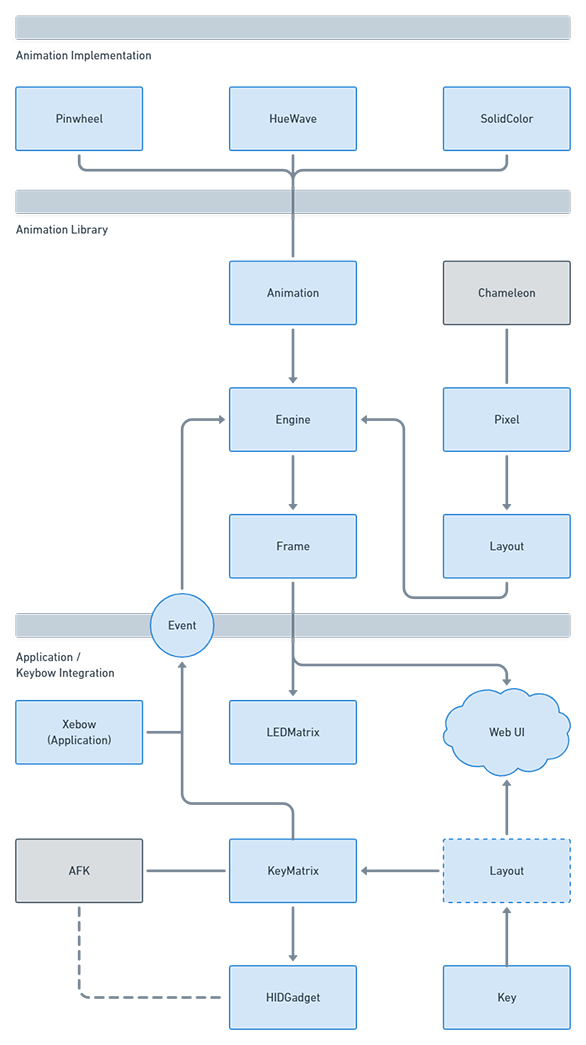 Animation Implementation
Pinwheel
HueWave
SolidColor
Animation Library
Animation
Chameleon
Engine
Pixel
Frame
Layout
Event
Application /
Keybow Integration
Xebow
(Application)
LEDMatrix
Web UI
AFK
KeyMatrix
Layout
HIDGadget
Key